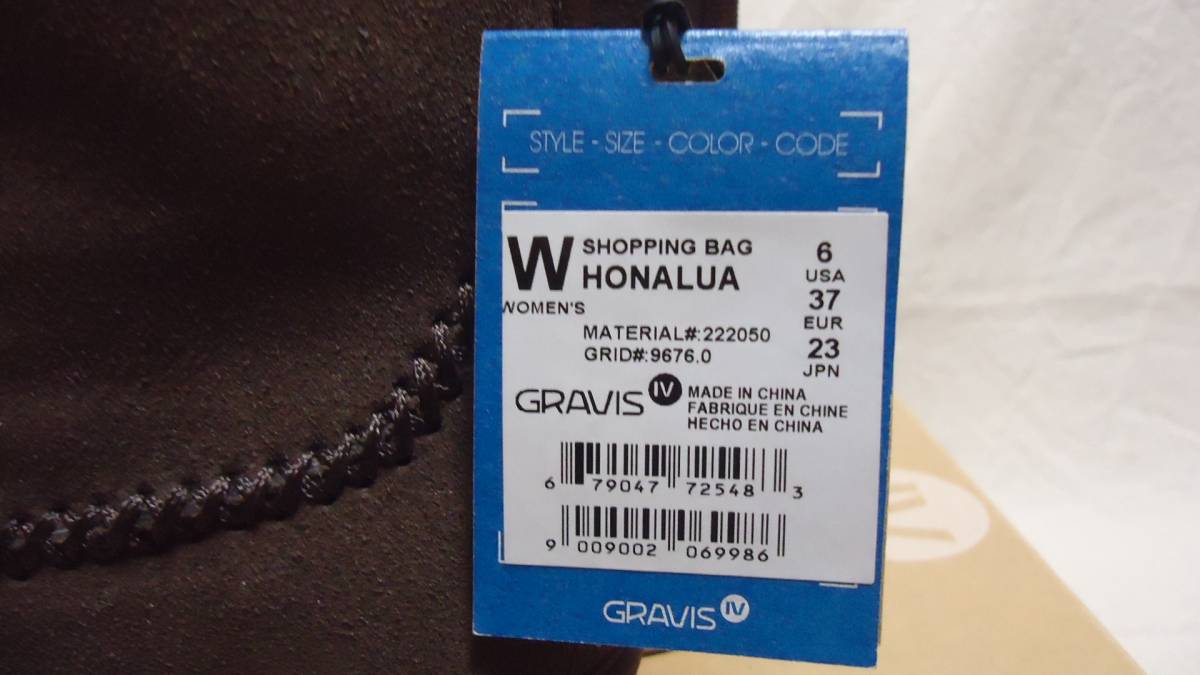 STYLE - SIZE - COLOR - CODE
W SHOPPING BAG
HONALUA
WOMEN'S
6
USA
37
EUR
23
JPN
MATERIAL#:222050
GRID#:9676.0
GRAVIS IV
MADE IN CHINA
FABRIQUE EN CHINE
HECHO EN CHINA
6 79047 72548 3
9 009002 069986
GRAVIS IV